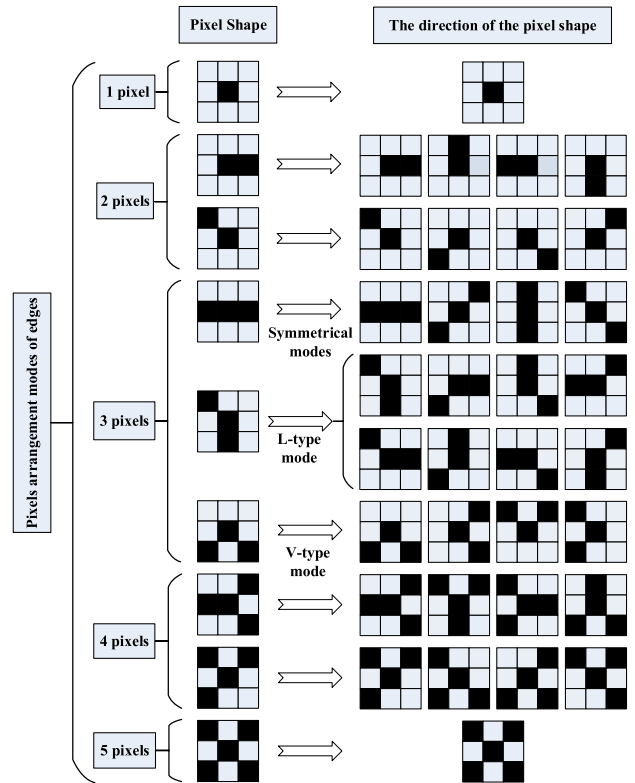 Pixel Shape
The direction of the pixel shape
Pixels arrangement modes of edges
1 pixel
2 pixels
3 pixels
Symmetrical
modes
L-type
mode
V-type
mode
4 pixels
5 pixels